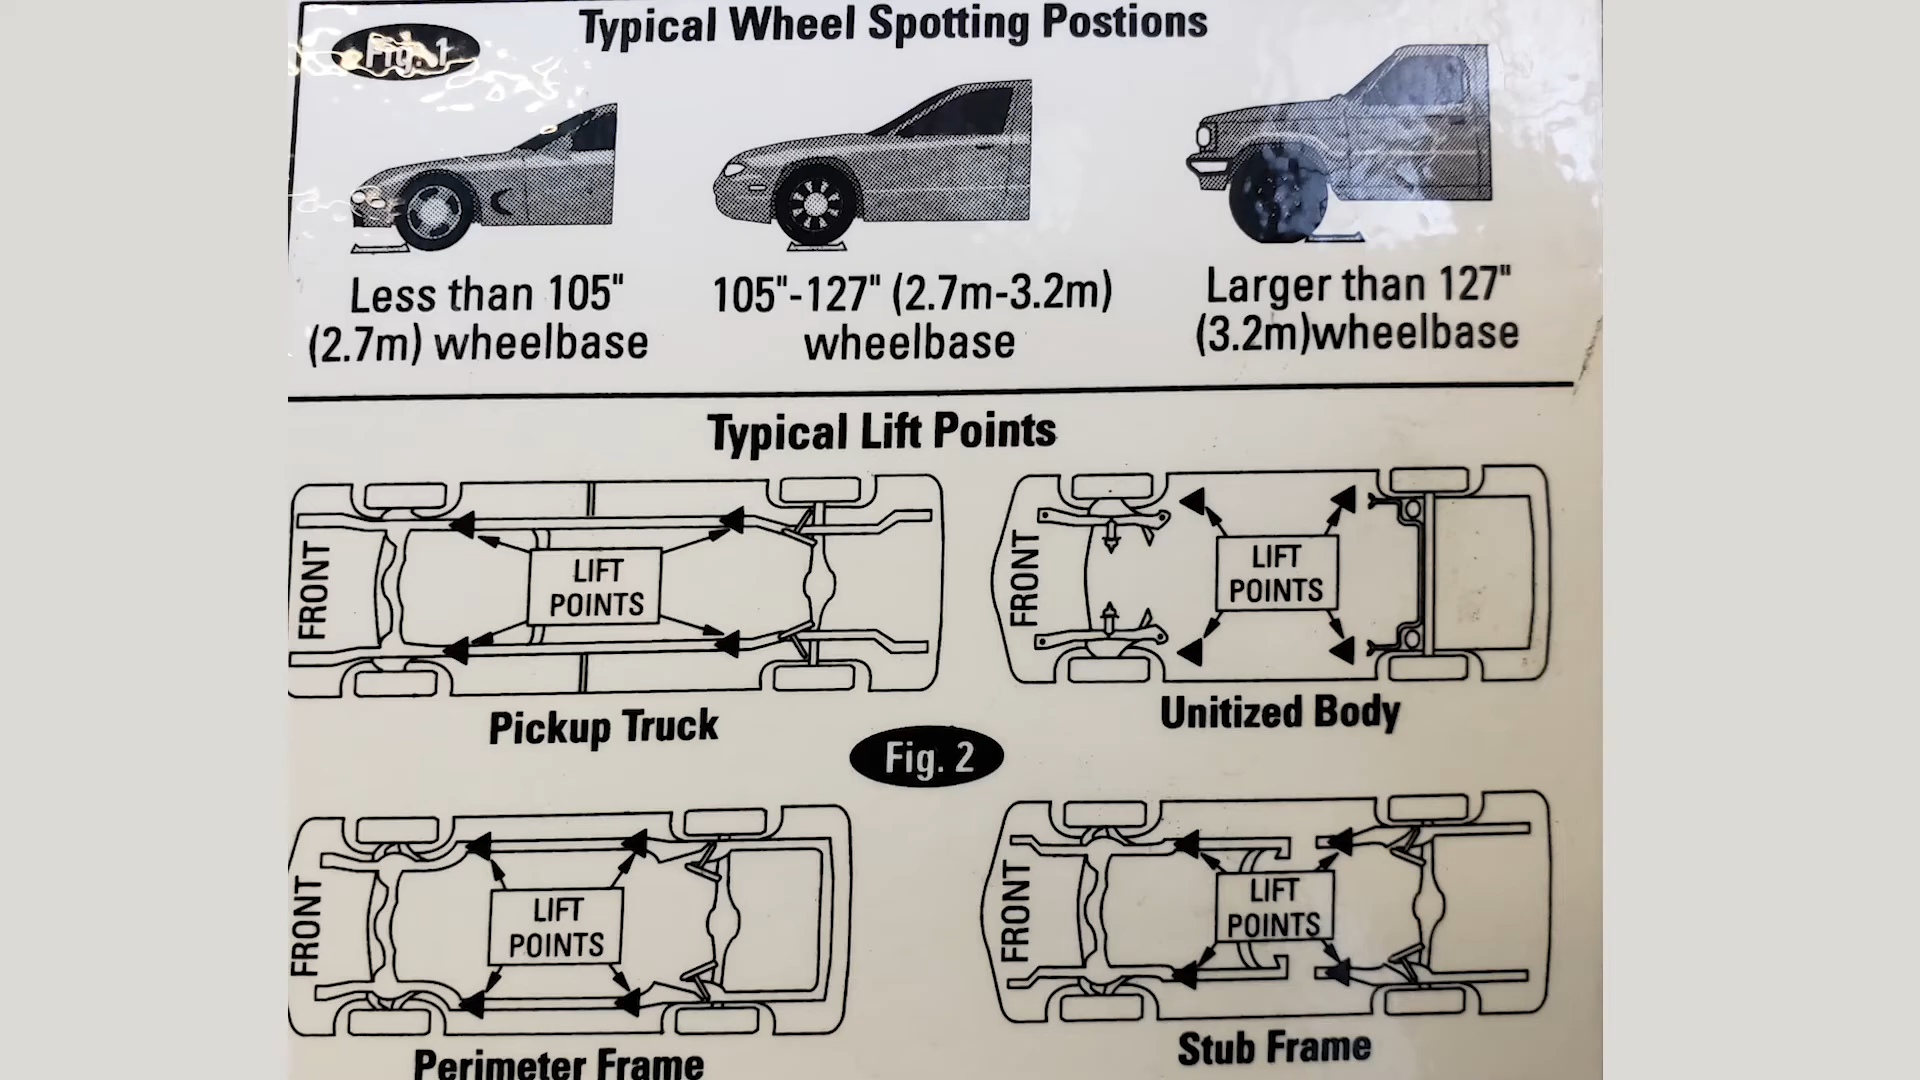 Typical Wheel Spotting Postions
Fig. 1
Less than 105"
(2.7m) wheelbase
105"-127" (2.7m-3.2m)
wheelbase
Larger than 127"
(3.2m)wheelbase
Typical Lift Points
FRONT
LIFT
POINTS
Pickup Truck
FRONT
LIFT
POINTS
Unitized Body
Fig. 2
FRONT
LIFT
POINTS
Perimeter Frame
FRONT
LIFT
POINTS
Stub Frame